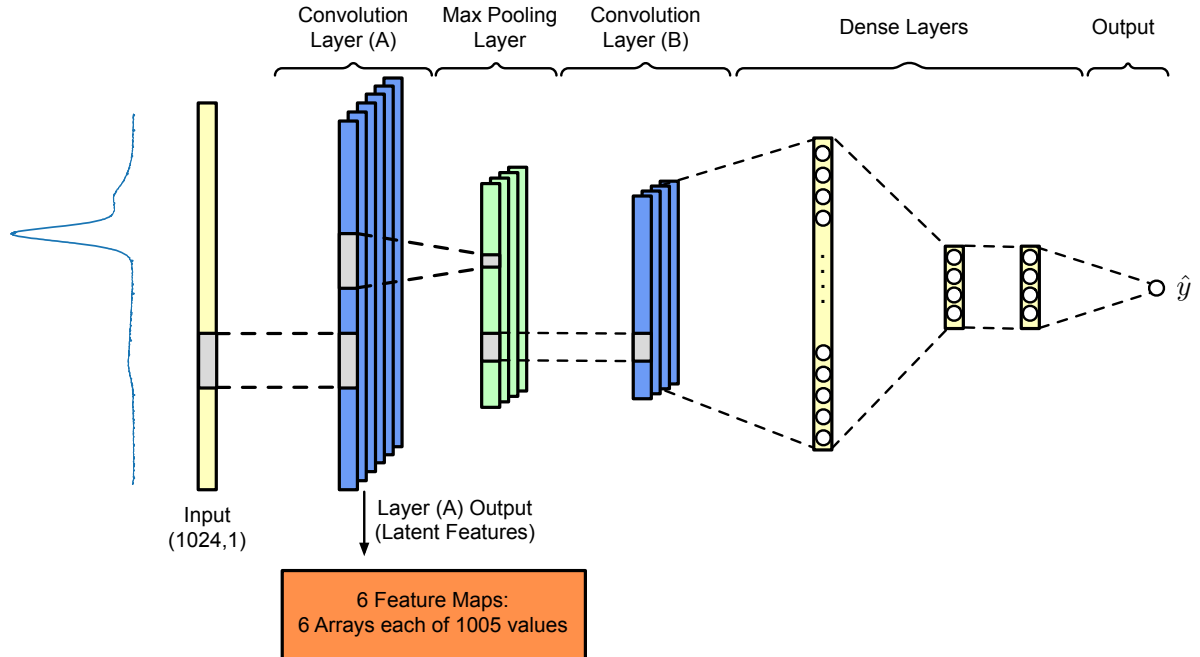 Convolution
Layer (A)
Max Pooling
Layer
Convolution
Layer (B)
Dense Layers
Output
ŷ
Input
(1024,1)
Layer (A) Output
(Latent Features)
6 Feature Maps:
6 Arrays each of 1005 values